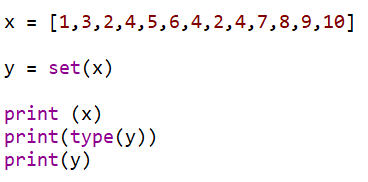 x = [1,3,2,4,5,6,4,2,4,7,8,9,10]
y = set(x)
print (x)
print(type(y))
print(y)